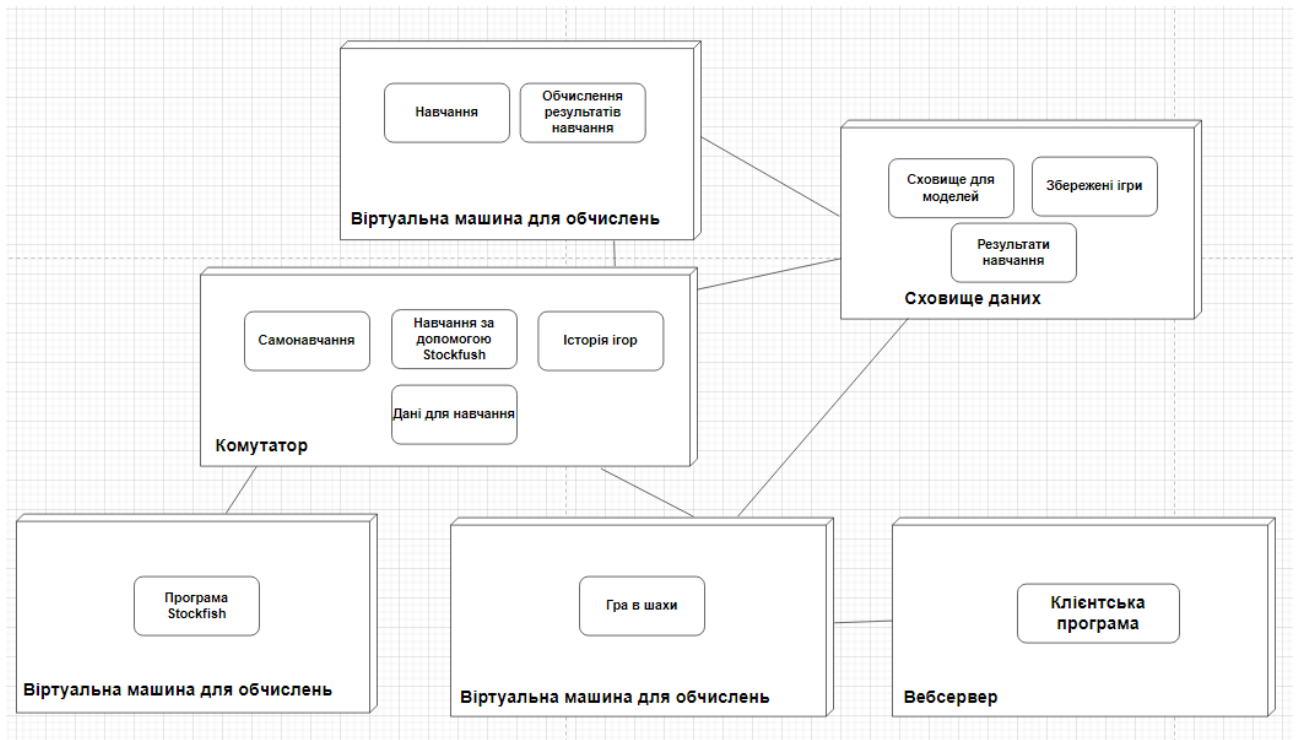 Навчання
Обчислення
результатів
навчання
Віртуальна машина для обчислень
Сховище для
моделей
Збережені ігри
Результати
навчання
Сховище даних
Самонавчання
Навчання за
допомогою
Stockfush
Історія ігор
Дані для навчання
Комутатор
Програма
Stockfish
Віртуальна машина для обчислень
Гра в шахи
Віртуальна машина для обчислень
Клієнтська
програма
Вебсервер